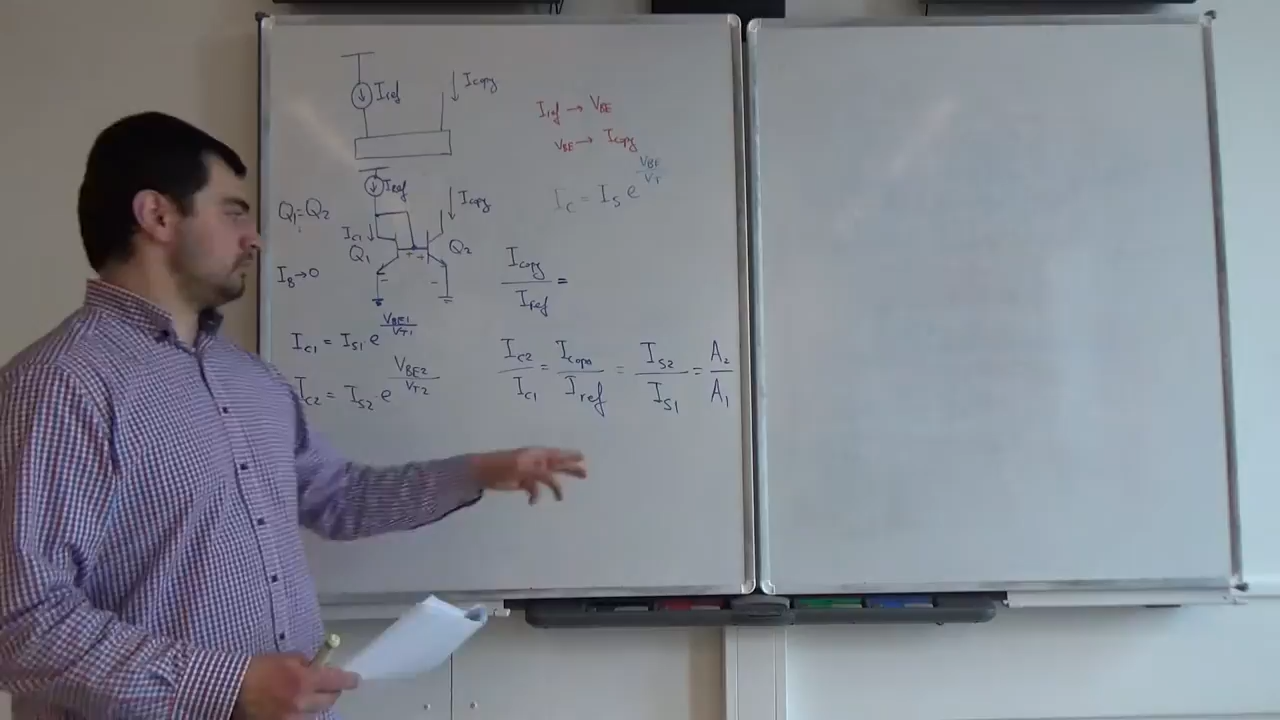 Iref
Icopy
Iref → VBE
VBE → Icopy
IC = IS e^(VBE/VT)
Iref
Icopy
Q1=Q2
IC1
Q1
Q2
+ +
- -
IB→0
Icopy/Iref =
IC1 = IS1 e^(VBE1/VT1)
IC2 = IS2 e^(VBE2/VT2)
IC2/IC1 = Icopy/Iref = IS2/IS1 = A2/A1